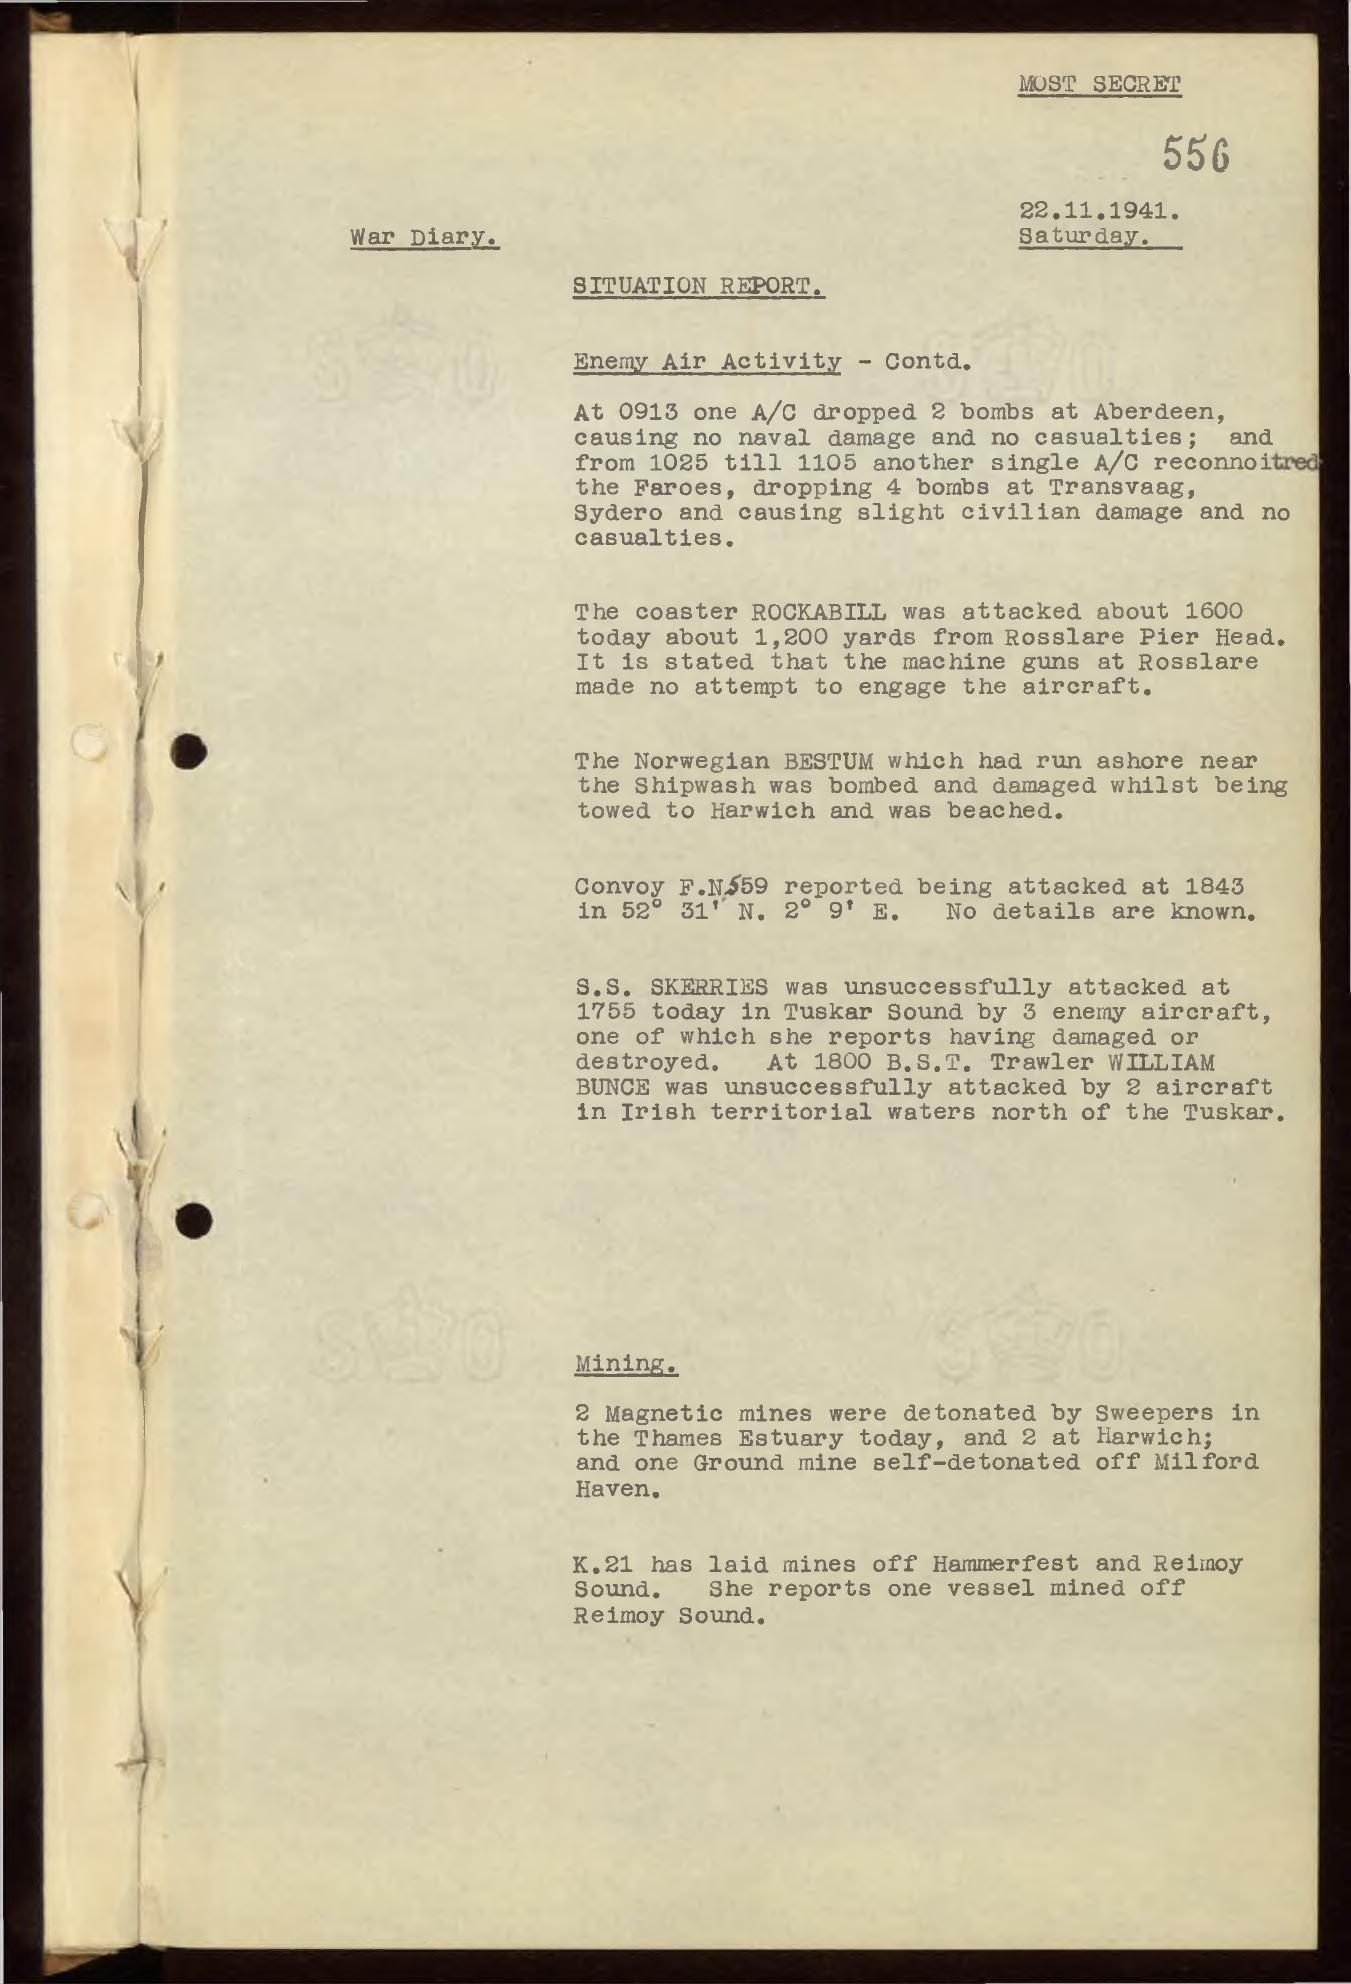 MOST SECRET
556
22.11.1941.
War Diary.
Saturday.
SITUATION REPORT.
Enemy Air Activity - Contd.
At 0913 one A/C dropped 2 bombs at Aberdeen,
causing no naval damage and no casualties; and
from 1025 till 1105 another single A/C reconnoitred
the Faroes, dropping 4 bombs at Transvaag,
Sydero and causing slight civilian damage and no
casualties.
The coaster ROCKABILL was attacked about 1600
today about 1,200 yards from Rosslare Pier Head.
It is stated that the machine guns at Rosslare
made no attempt to engage the aircraft.
The Norwegian BESTUM which had run ashore near
the Shipwash was bombed and damaged whilst being
towed to Harwich and was beached.
Convoy F.N.559 reported being attacked at 1843
in 52° 31' N. 2° 9' E. No details are known.
S.S. SKERRIES was unsuccessfully attacked at
1755 today in Tuskar Sound by 3 enemy aircraft,
one of which she reports having damaged or
destroyed. At 1800 B.S.T. Trawler WILLIAM
BUNCE was unsuccessfully attacked by 2 aircraft
in Irish territorial waters north of the Tuskar.
S O S O
Mining.
2 Magnetic mines were detonated by Sweepers in
the Thames Estuary today, and 2 at Harwich;
and one Ground mine self-detonated off Milford
Haven.
K.21 has laid mines off Hammerfest and Reimoy
Sound. She reports one vessel mined off
Reimoy Sound.